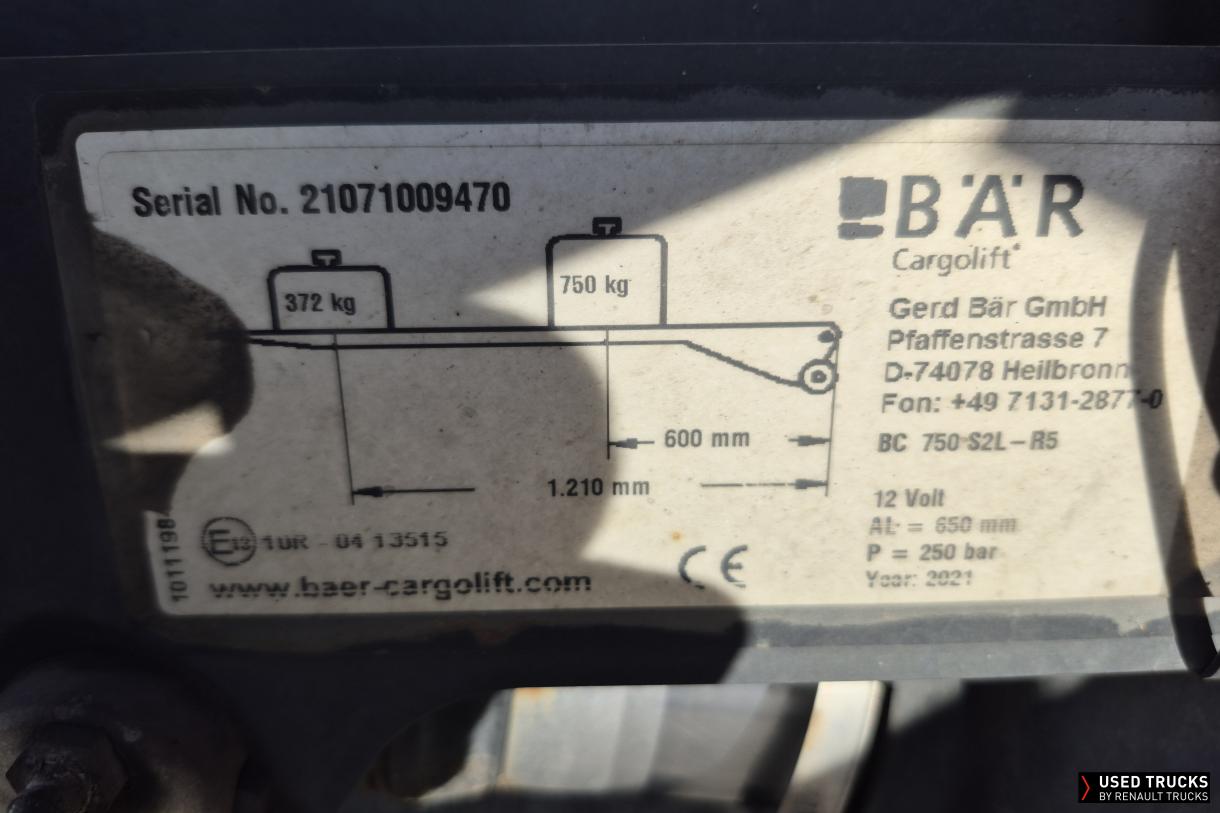 Serial No. 21071009470
372 kg
750 kg
600 mm
1.210 mm
BÄR
Cargolift®
Gerd Bär GmbH
Pfaffenstrasse 7
D-74078 Heilbronn
Fon: +49 7131-2877-0
BC 750 S2L-R5
12 Volt
AL = 650 mm
P = 250 bar
Year: 2021
1011198
E13 10R - 04 13515
www.baer-cargolift.com
CE
USED TRUCKS
BY RENAULT TRUCKS